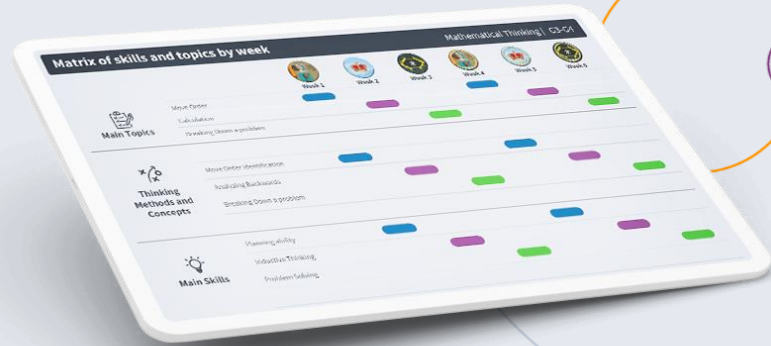 Matrix of skills and topics by week
Mathematical Thinking | G3-G4
Week 1
Week 2
Week 3
Week 4
Week 5
Week 6
Main Topics
Move Order
Calculation
Breaking Down a problem
Thinking
Methods and
Concepts
Move Order Identification
Analyzing Backwards
Breaking Down a problem
Main Skills
Planning ability
Inductive Thinking
Problem Solving